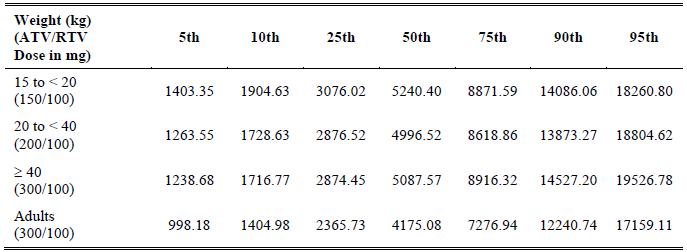 Weight (kg)
(ATV/RTV
Dose in mg) 5th 10th 25th 50th 75th 90th 95th
15 to < 20
(150/100) 1403.35 1904.63 3076.02 5240.40 8871.59 14086.06 18260.80
20 to < 40
(200/100) 1263.55 1728.63 2876.52 4996.52 8618.86 13873.27 18804.62
≥ 40
(300/100) 1238.68 1716.77 2874.45 5087.57 8916.32 14527.20 19526.78
Adults
(300/100) 998.18 1404.98 2365.73 4175.08 7276.94 12240.74 17159.11